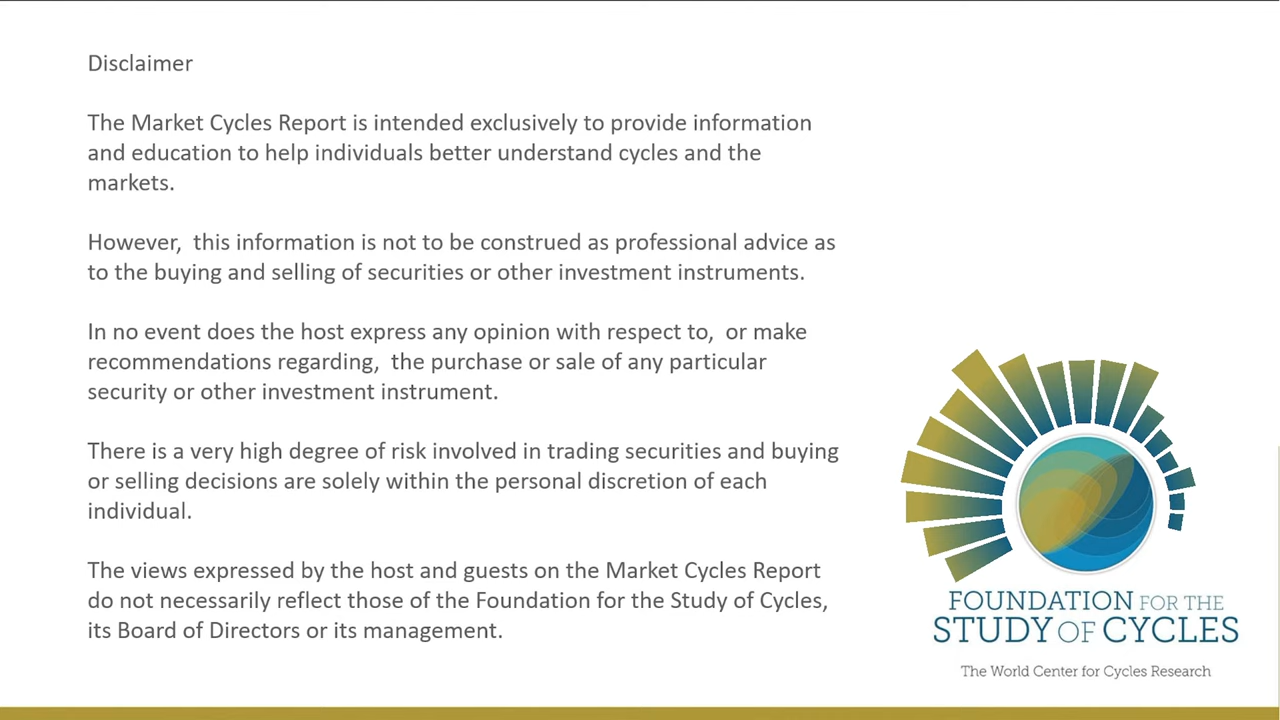 Disclaimer
The Market Cycles Report is intended exclusively to provide information
and education to help individuals better understand cycles and the
markets.
However,  this information is not to be construed as professional advice as
to the buying and selling of securities or other investment instruments.
In no event does the host express any opinion with respect to,  or make
recommendations regarding,  the purchase or sale of any particular
security or other investment instrument.
There is a very high degree of risk involved in trading securities and buying
or selling decisions are solely within the personal discretion of each
individual.
The views expressed by the host and guests on the Market Cycles Report
do not necessarily reflect those of the Foundation for the Study of Cycles,
its Board of Directors or its management.
FOUNDATION FOR THE
STUDY OF CYCLES
The World Center for Cycles Research